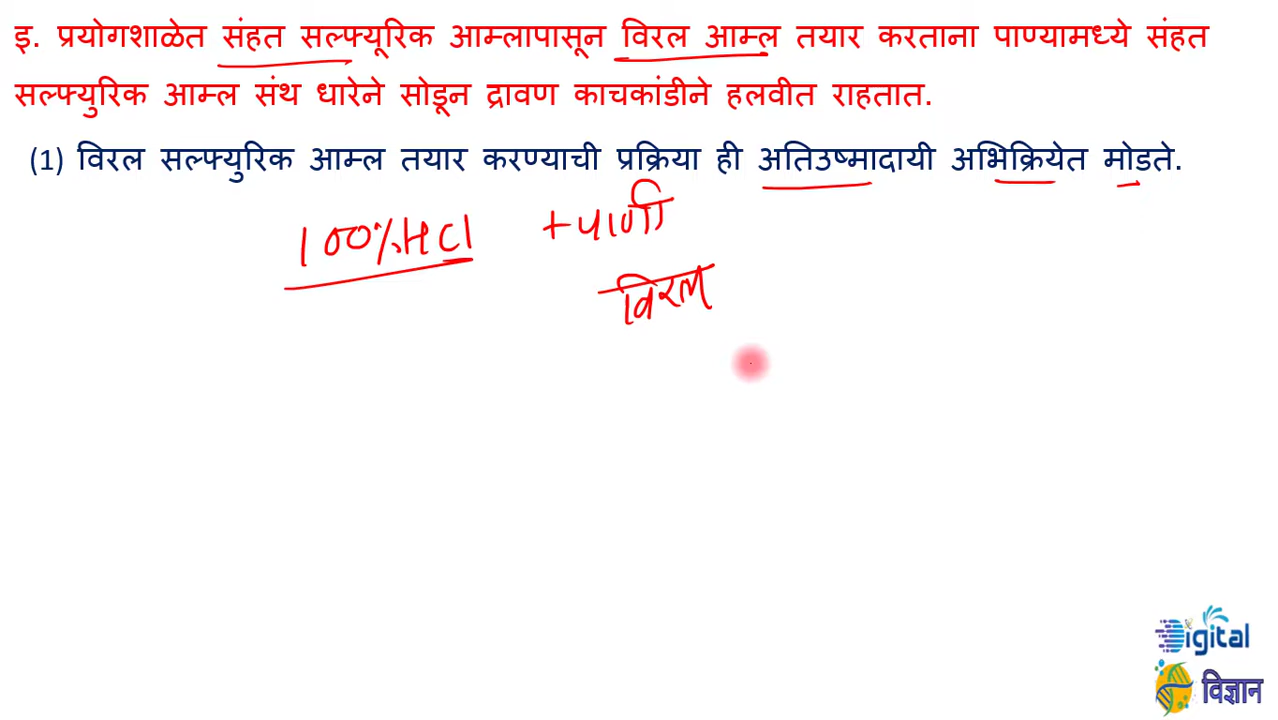 इ. प्रयोगशाळेत संहत सल्फ्यूरिक आम्लापासून विरल आम्ल तयार करताना पाण्यामध्ये संहत
सल्फ्युरिक आम्ल संथ धारेने सोडून द्रावण काचकांडीने हलवीत राहतात.
(1) विरल सल्फ्युरिक आम्ल तयार करण्याची प्रक्रिया ही अतिउष्मादायी अभिक्रियेत मोडते.
100% HCl +पाणी
विरल
Digital
विज्ञान